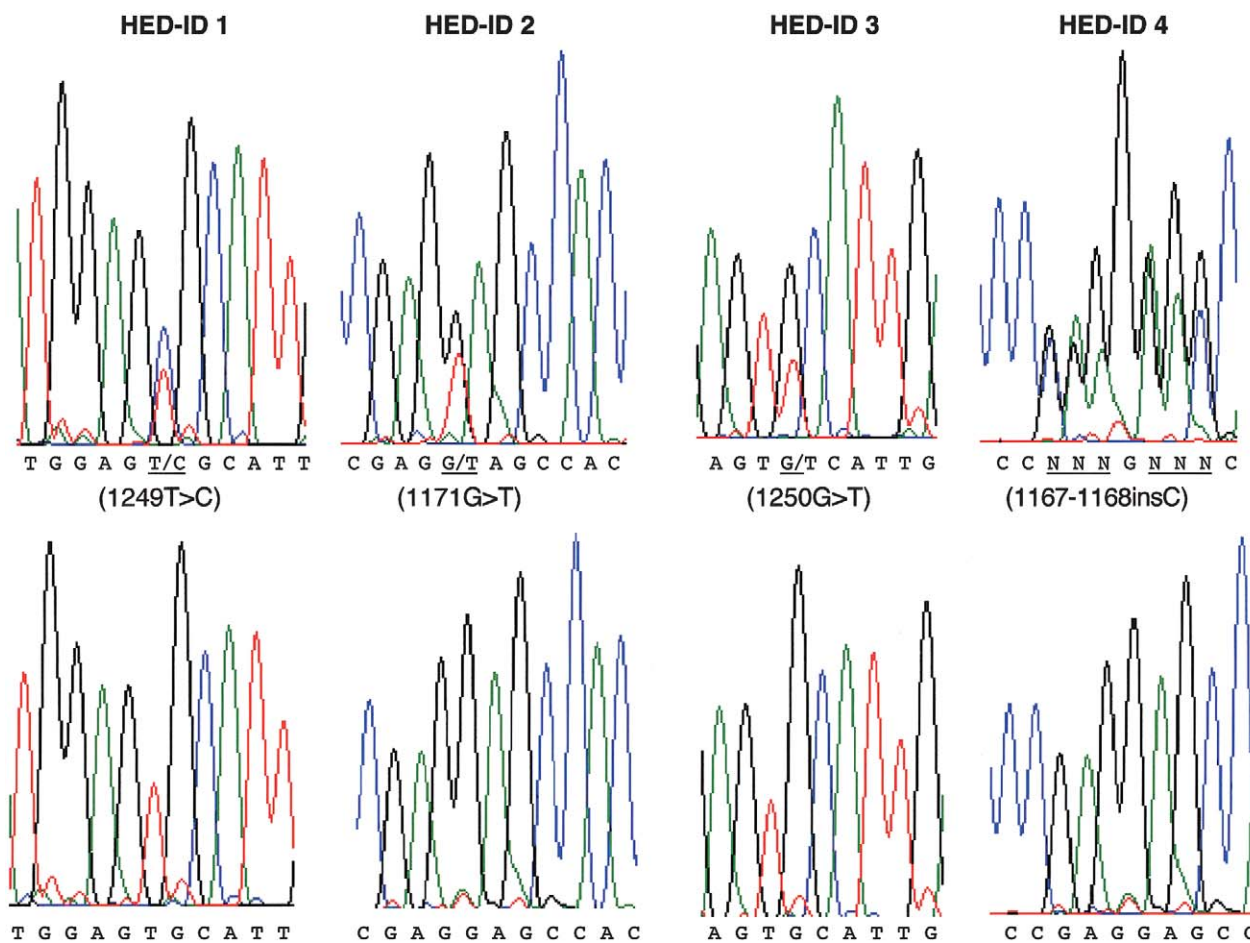 HED-ID 1 HED-ID 2 HED-ID 3 HED-ID 4
T G G A G T/C G C A T T C G A G G/T A G C C A C A G T G/T C A T T G C C N N N G N N N C
(1249T>C) (1171G>T) (1250G>T) (1167-1168insC)
T G G A G T G C A T T C G A G G A G C C A C A G T G C A T T G C C G A G G A G C C